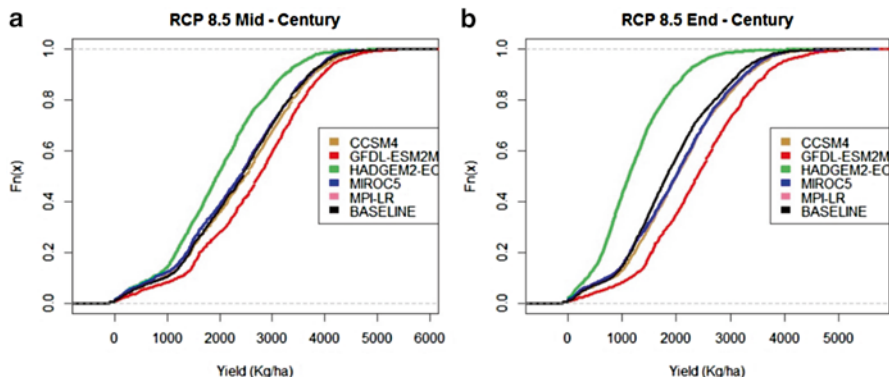 a
RCP 8.5 Mid - Century
Fn(x)
1.0
0.8
0.6
0.4
0.2
0.0
CCSM4
GFDL-ESM2M
HADGEM2-EC
MIROC5
MPI-LR
BASELINE
0 1000 2000 3000 4000 5000 6000
Yield (Kg/ha)
b
RCP 8.5 End - Century
Fn(x)
1.0
0.8
0.6
0.4
0.2
0.0
CCSM4
GFDL-ESM2M
HADGEM2-EC
MIROC5
MPI-LR
BASELINE
0 1000 2000 3000 4000 5000
Yield (Kg/ha)